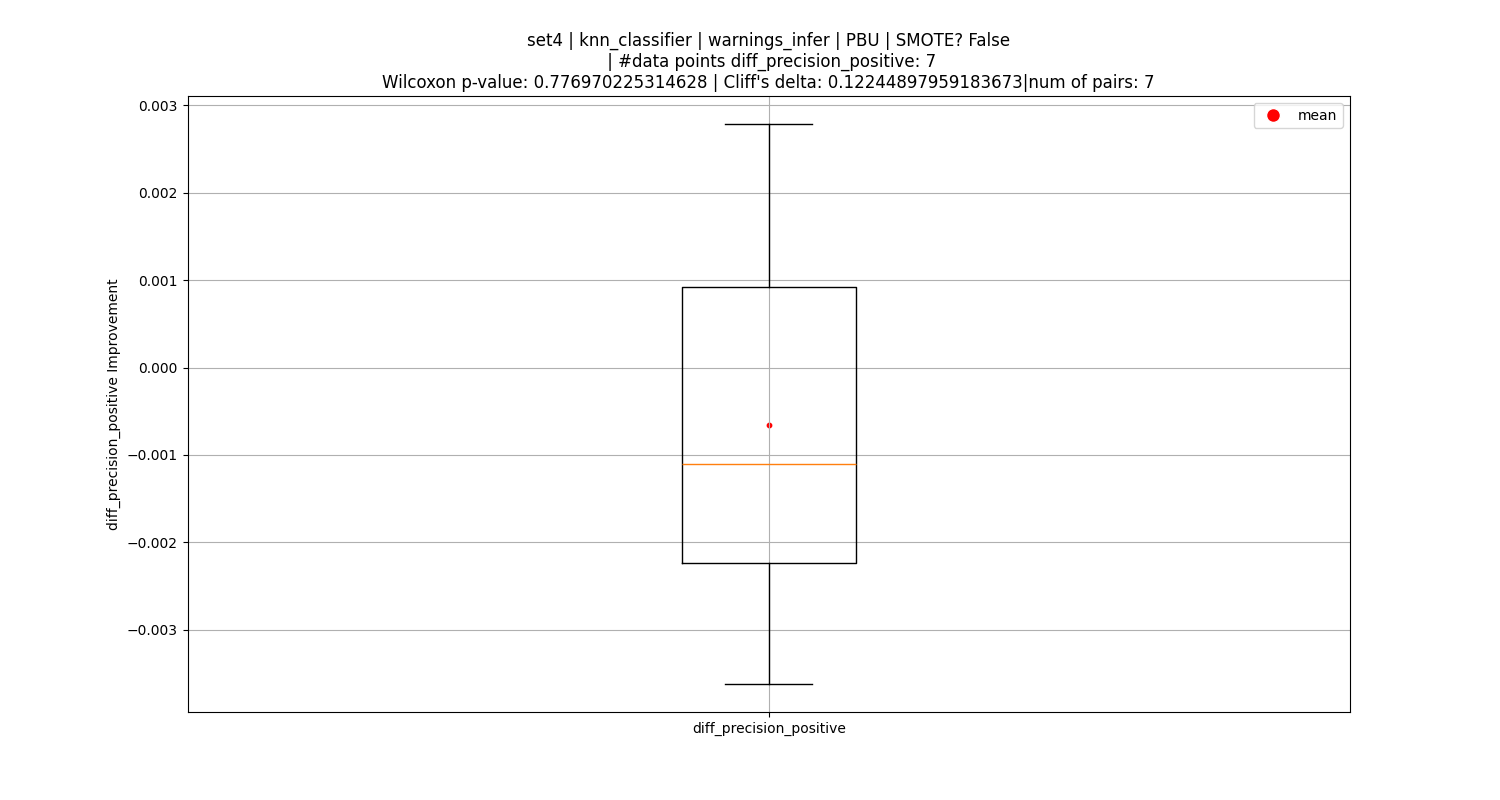 set4 | knn_classifier | warnings_infer | PBU | SMOTE? False
| #data points diff_precision_positive: 7
Wilcoxon p-value: 0.776970225314628 | Cliff's delta: 0.12244897959183673|num of pairs: 7
mean
0.003
0.002
0.001
0.000
−0.001
−0.002
−0.003
diff_precision_positive Improvement
diff_precision_positive